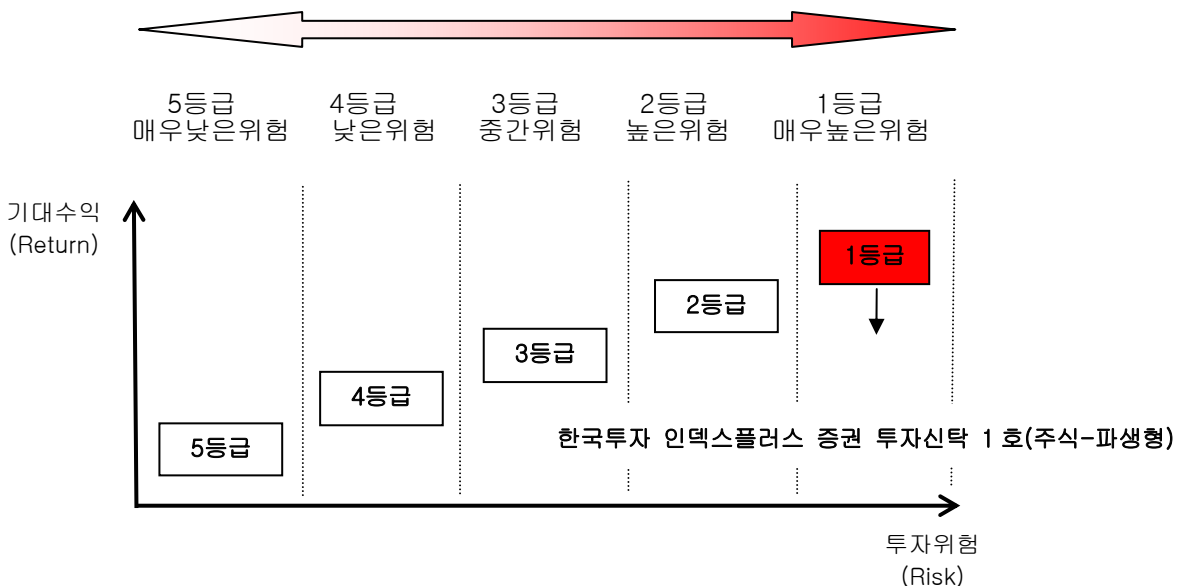 5등급 4등급 3등급 2등급 1등급
매우낮은위험 낮은위험 중간위험 높은위험 매우높은위험
기대수익
(Return)
1등급
2등급
3등급
4등급
5등급
한국투자 인덱스플러스 증권 투자신탁 1호(주식-파생형)
투자위험
(Risk)